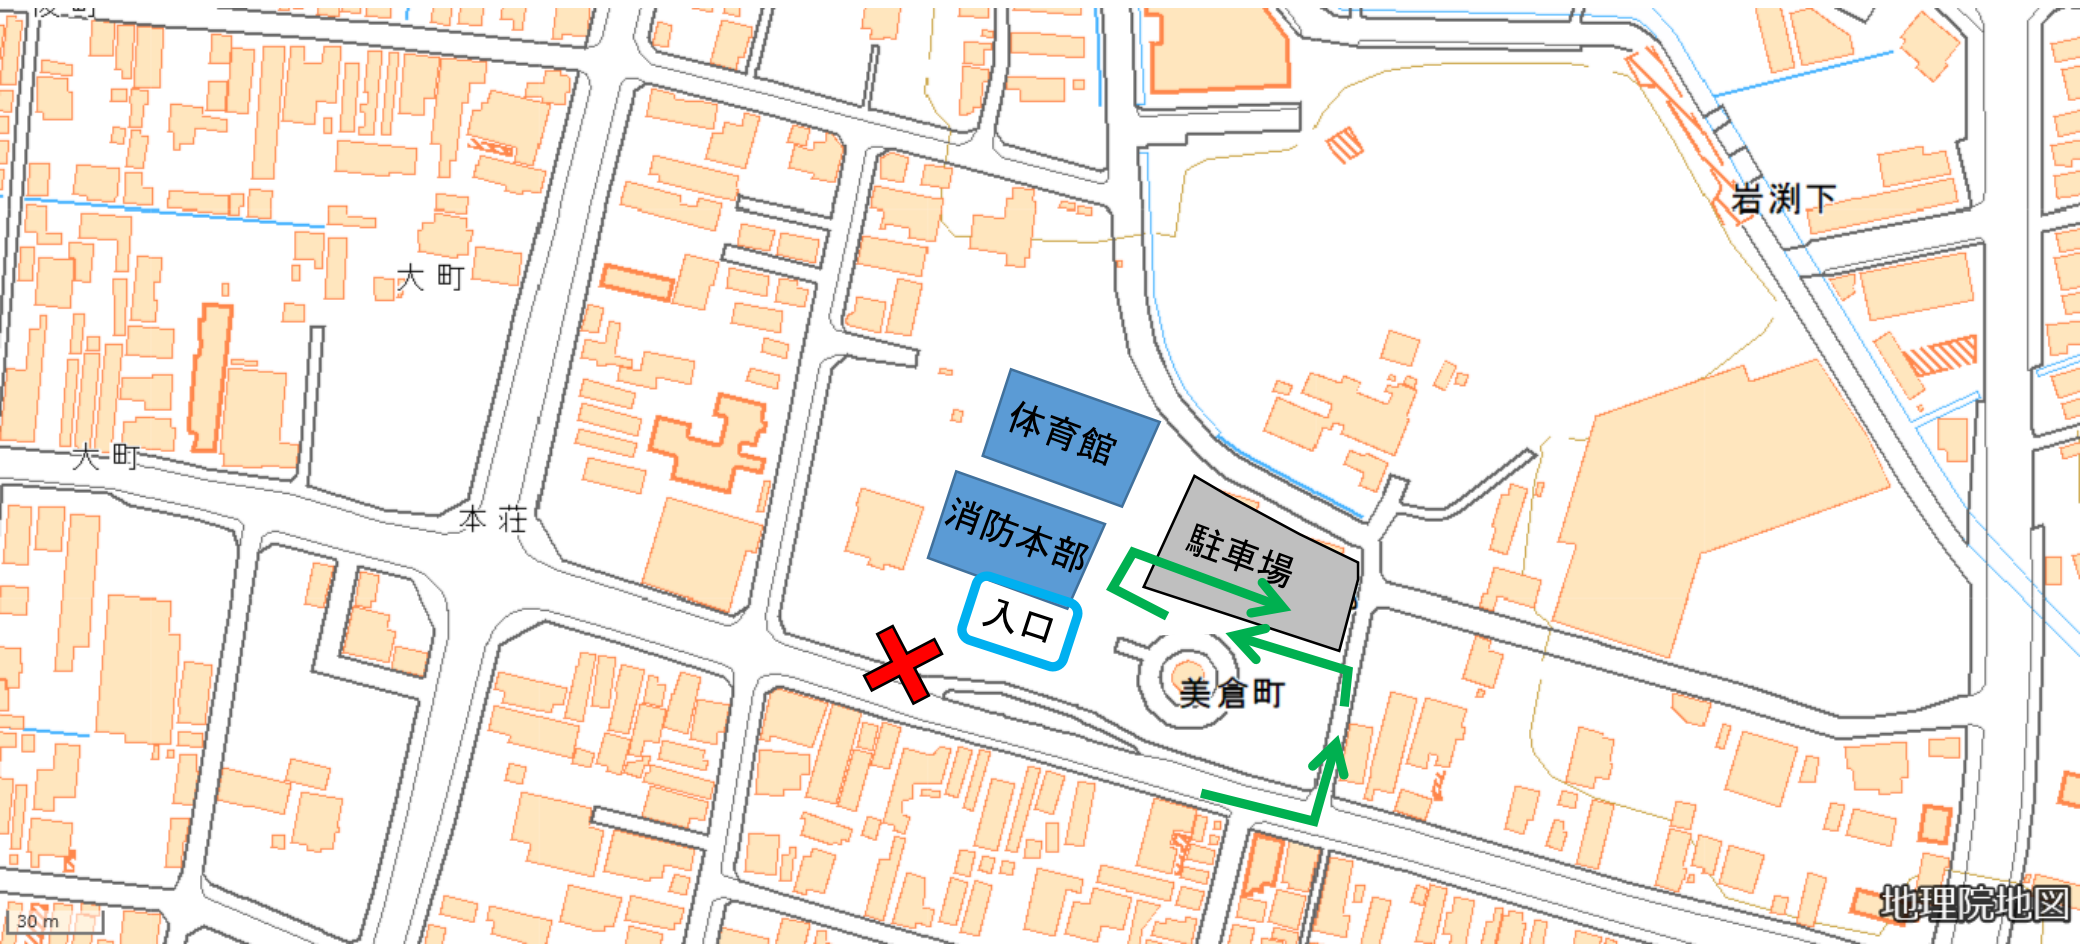 岩渕下
大町
体育館
大町
消防本部
本荘
駐車場
入口
美倉町
30 m
地理院地図